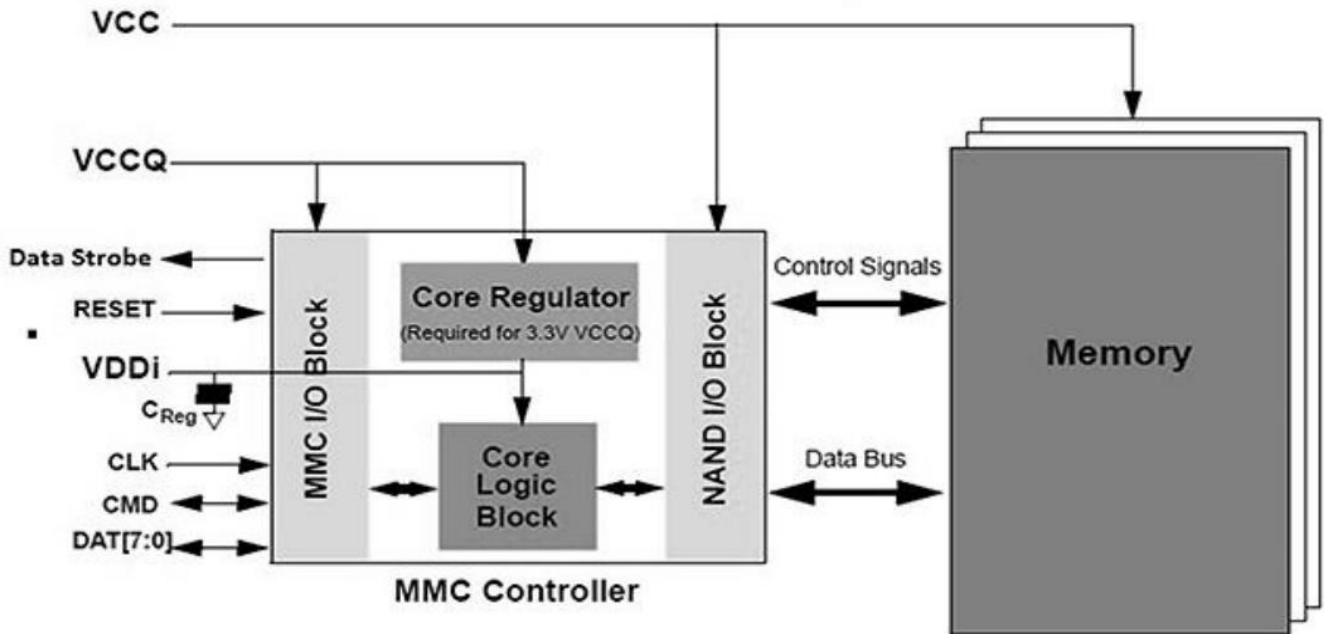 VCC
VCCQ
Data Strobe
RESET
VDDi
CReg
CLK
CMD
DAT[7:0]
MMC I/O Block
Core Regulator
(Required for 3.3V VCCQ)
Core
Logic
Block
NAND I/O Block
MMC Controller
Control Signals
Data Bus
Memory